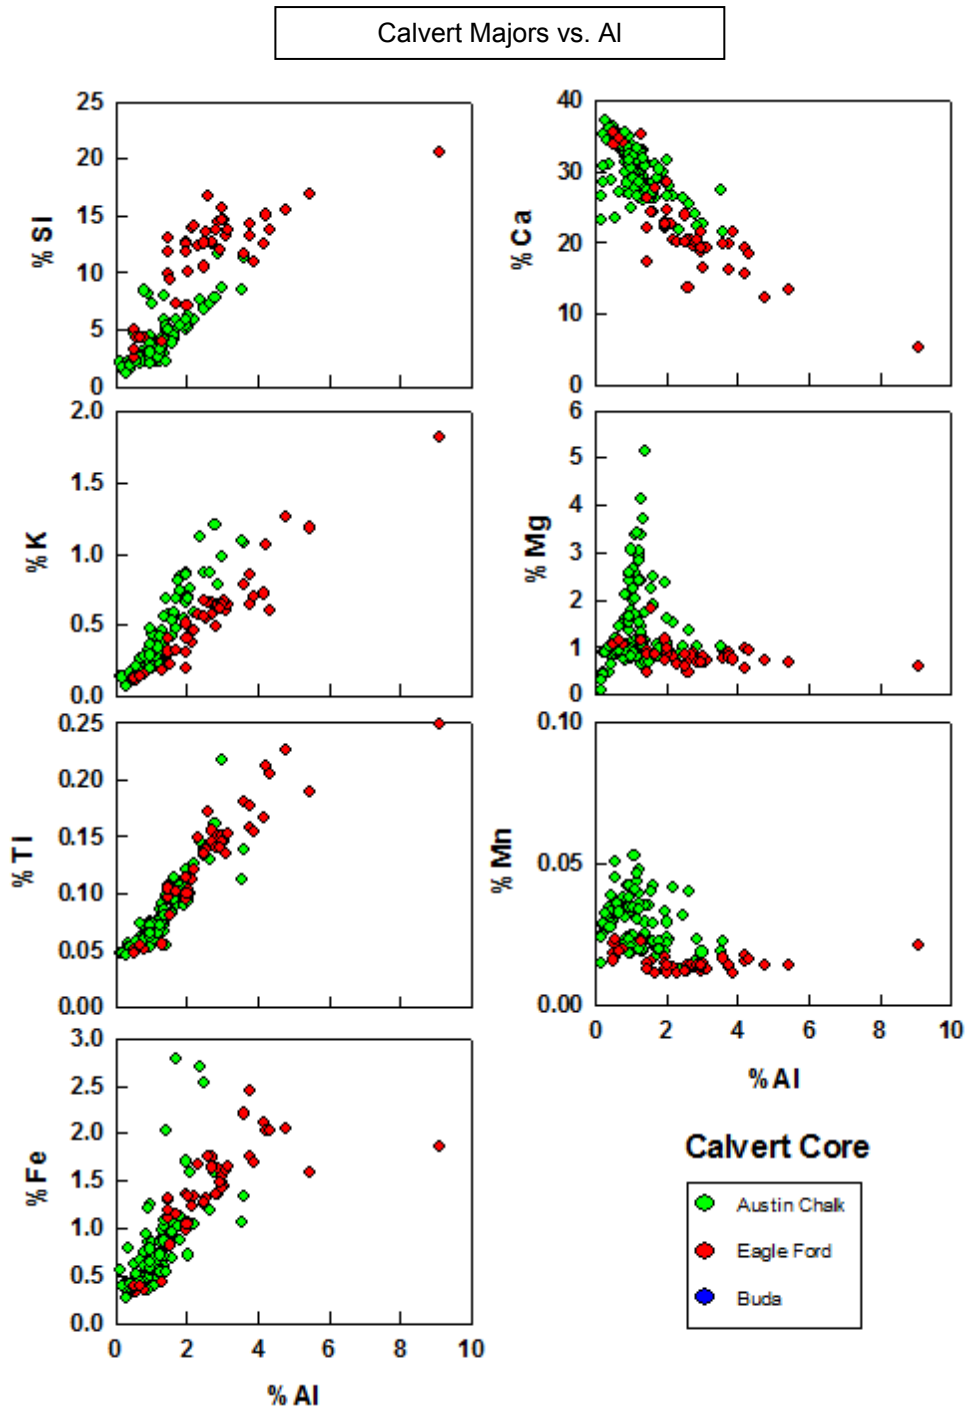 Calvert Majors vs. Al
25
20
15
10
5
0
% Si
40
30
20
10
0
% Ca
2.0
1.5
1.0
0.5
0.0
% K
6
5
4
3
2
1
0
% Mg
0.25
0.20
0.15
0.10
0.05
0.00
% Ti
0.10
0.05
0.00
% Mn
0 2 4 6 8 10
% Al
3.0
2.5
2.0
1.5
1.0
0.5
0.0
% Fe
0 2 4 6 8 10
% Al
Calvert Core
Austin Chalk
Eagle Ford
Buda